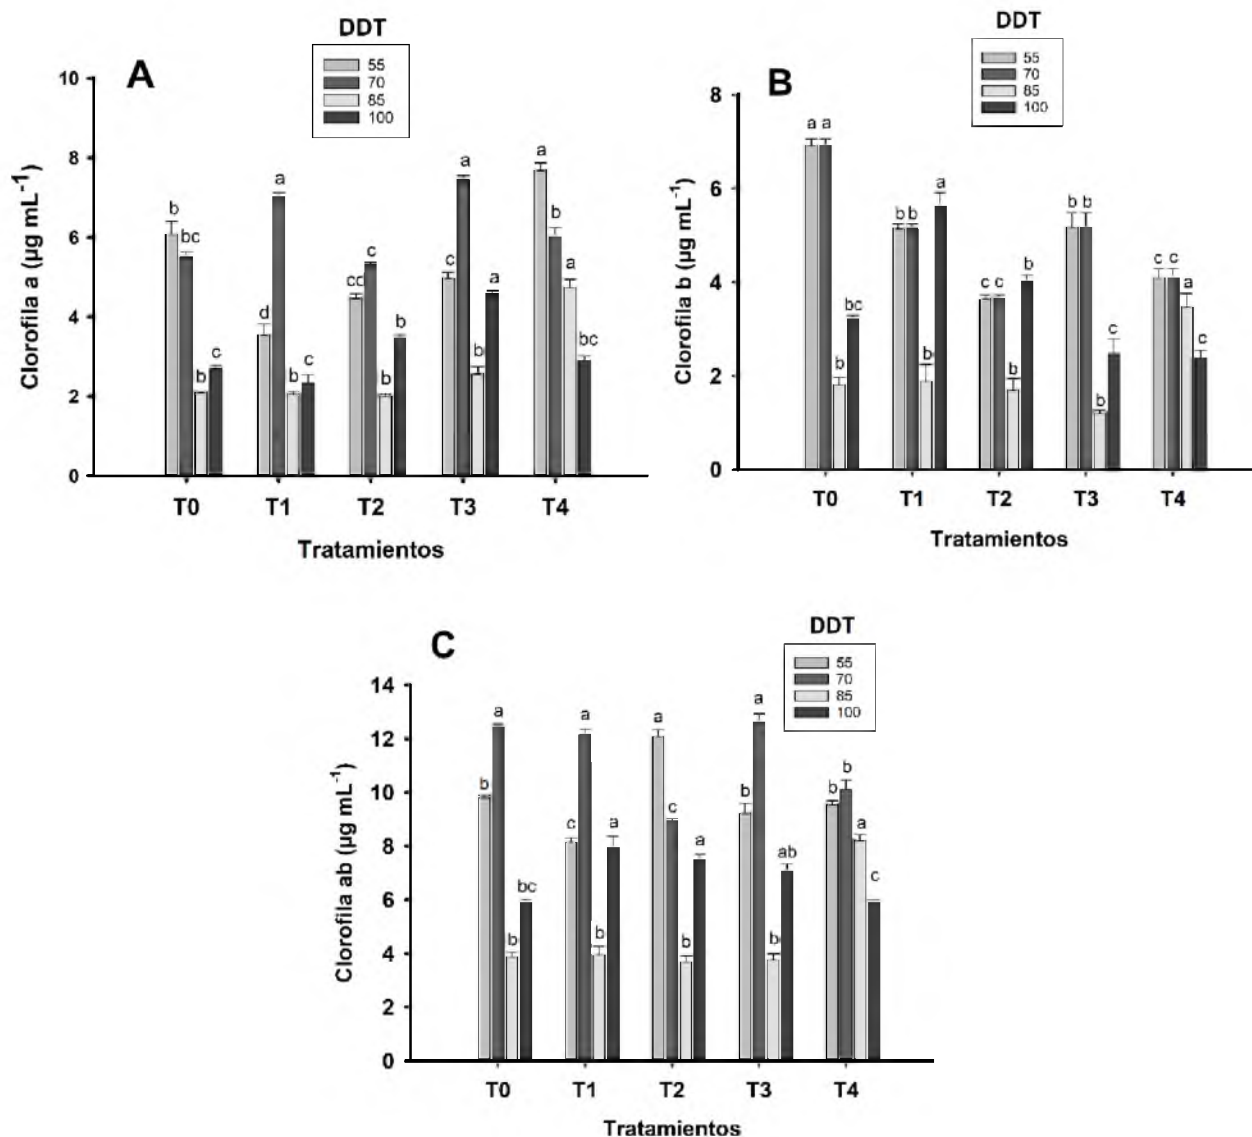 DDT
55
70
85
100
A
10
8
6
4
2
0
Clorofila a (µg mL⁻¹)
b bc b c
d a b c
cd c b b
c a b a
a b a bc
T0 T1 T2 T3 T4
Tratamientos
DDT
55
70
85
100
B
8
6
4
2
0
Clorofila b (µg mL⁻¹)
a a b bc
b b b a
c c b b
b b b c
c c a c
T0 T1 T2 T3 T4
Tratamientos
DDT
55
70
85
100
C
14
12
10
8
6
4
2
0
Clorofila ab (µg mL⁻¹)
b a b bc
c a b a
a c b a
b a b ab
b b a c
T0 T1 T2 T3 T4
Tratamientos